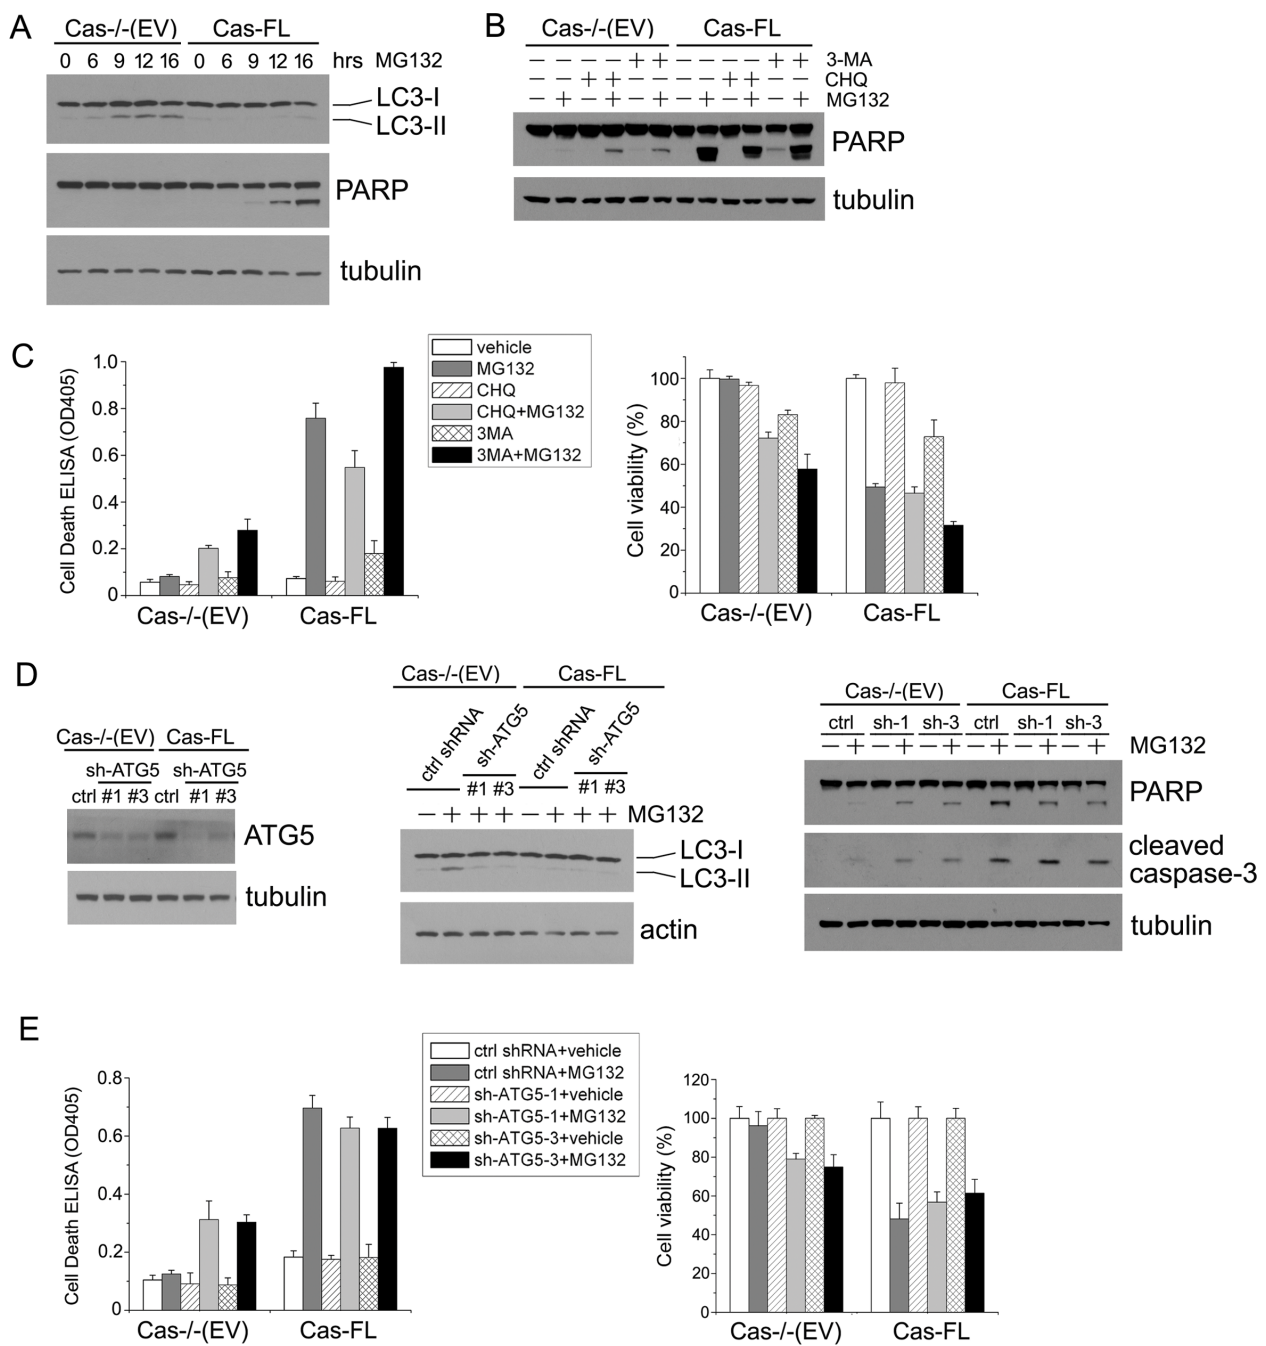 A
Cas-/-(EV) Cas-FL
0 6 9 12 16 0 6 9 12 16 hrs MG132
LC3-I
LC3-II
PARP
tubulin
B
Cas-/-(EV) Cas-FL
− − − − + + − − − − + + 3-MA
− − + + − − − − + + − − CHQ
− + − + − + − + − + − + MG132
PARP
tubulin
C
1.0
0.8
0.6
0.4
0.2
0
Cell Death ELISA (OD405)
Cas-/-(EV) Cas-FL
vehicle
MG132
CHQ
CHQ+MG132
3MA
3MA+MG132
100
80
60
40
20
0
Cell viability (%)
Cas-/-(EV) Cas-FL
D
Cas-/-(EV) Cas-FL
sh-ATG5 sh-ATG5
ctrl #1 #3 ctrl #1 #3
ATG5
tubulin
Cas-/-(EV) Cas-FL
ctrl shRNA sh-ATG5 ctrl shRNA sh-ATG5
#1 #3 #1 #3
− + + + − + + + MG132
LC3-I
LC3-II
actin
Cas-/-(EV) Cas-FL
ctrl sh-1 sh-3 ctrl sh-1 sh-3
− + − + − + − + − + − + MG132
PARP
cleaved
caspase-3
tubulin
E
0.8
0.6
0.4
0.2
0
Cell Death ELISA (OD405)
Cas-/-(EV) Cas-FL
ctrl shRNA+vehicle
ctrl shRNA+MG132
sh-ATG5-1+vehicle
sh-ATG5-1+MG132
sh-ATG5-3+vehicle
sh-ATG5-3+MG132
120
100
80
60
40
20
0
Cell viability (%)
Cas-/-(EV) Cas-FL